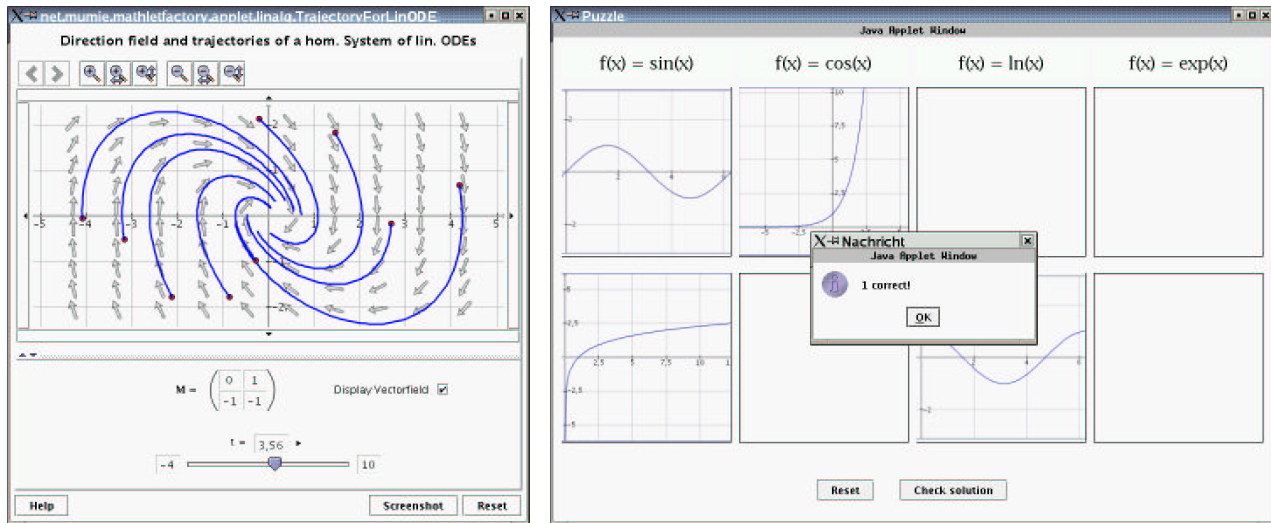 net.mumie.mathletfactory.applet.linalg.TrajectoryForLinODE
Direction field and trajectories of a hom. System of lin. ODEs
2
-5 -4 -3 -2 -1 1 2 3 4 5
-2
M = 0 1
-1 -1
Display Vectorfield
t = 3,56
-4 10
Help Screenshot Reset
Puzzle
Java Applet Window
f(x) = sin(x) f(x) = cos(x) f(x) = ln(x) f(x) = exp(x)
2 10
7,5
5
2 2,5
-2 -5 -2,5
Nachricht
Java Applet Window
1 correct!
OK
5
2,5
2,5 5 7,5 10 2 4 6
-2,5
-2
-5
Reset Check solution